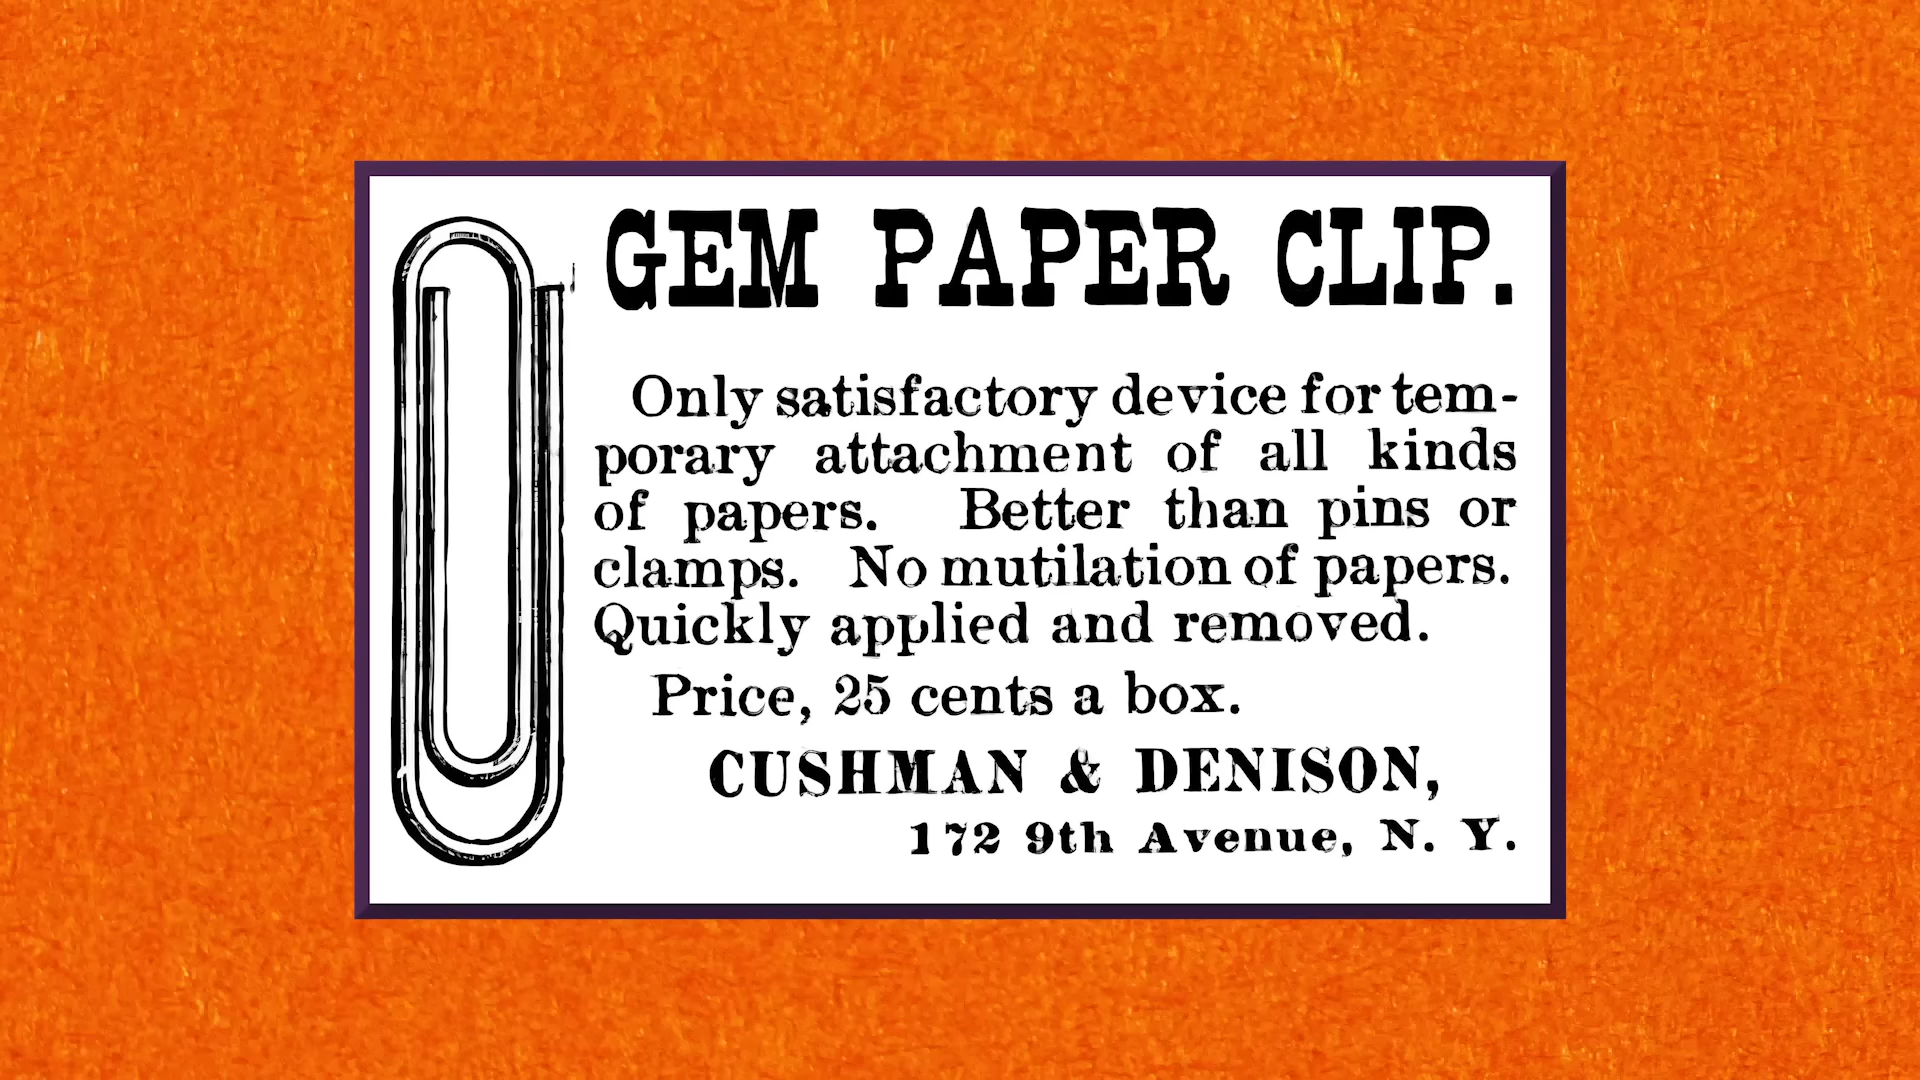 GEM PAPER CLIP.
Only satisfactory device for tem-
porary attachment of all kinds
of papers. Better than pins or
clamps. No mutilation of papers.
Quickly applied and removed.
Price, 25 cents a box.
CUSHMAN & DENISON,
172 9th Avenue, N. Y.